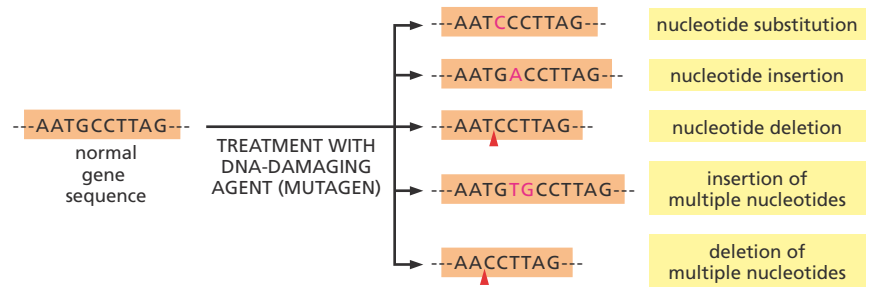 ---AATCCCTTAG---
nucleotide substitution
---AATGACCTTAG---
nucleotide insertion
---AATGCCTTAG---
normal
gene
sequence
TREATMENT WITH
DNA-DAMAGING
AGENT (MUTAGEN)
---AATCCTTAG---
nucleotide deletion
---AATGTGCCTTAG---
insertion of
multiple nucleotides
---AACCTTAG---
deletion of
multiple nucleotides